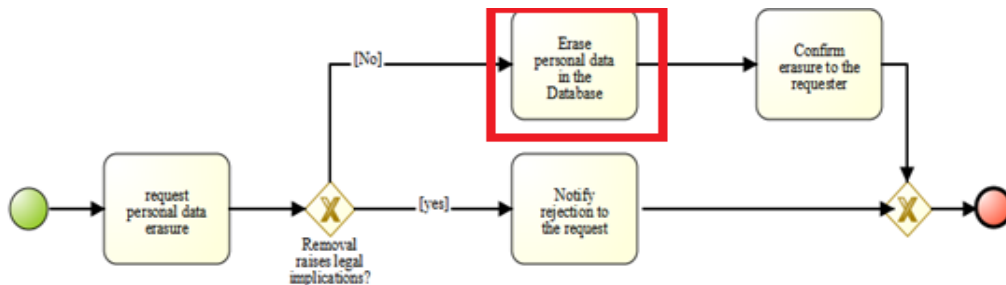 request
personal data
erasure
Removal
raises legal
implications?
[No]
Erase
personal data
in the
Database
Confirm
erasure to the
requester
[yes]
Notify
rejection to
the request